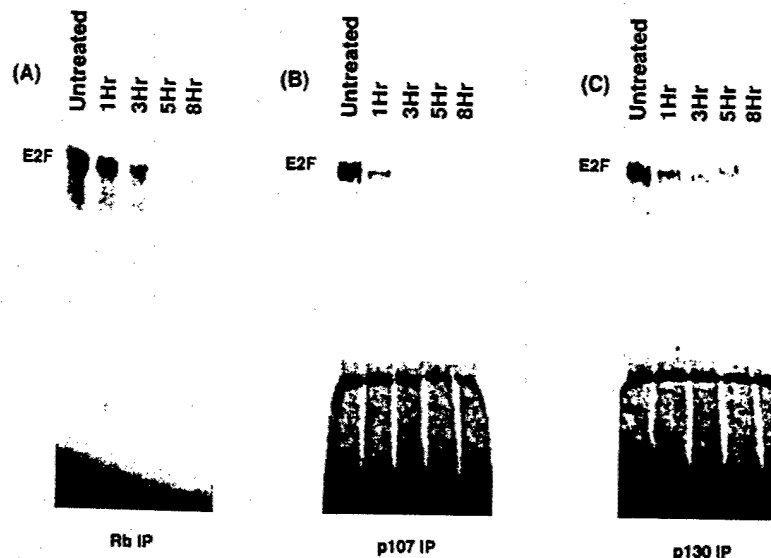 (A)
Untreated
1Hr
3Hr
5Hr
8Hr
E2F
Rb IP
(B)
Untreated
1Hr
3Hr
5Hr
8Hr
E2F
p107 IP
(C)
Untreated
1Hr
3Hr
5Hr
8Hr
E2F
p130 IP